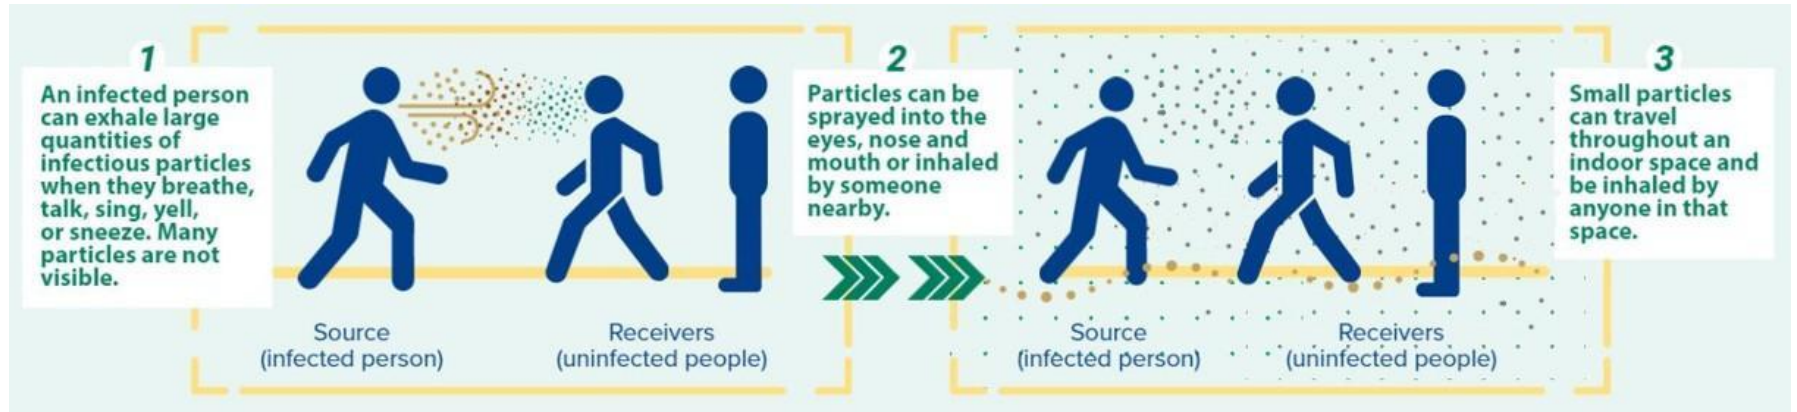 1
An infected person
can exhale large
quantities of
infectious particles
when they breathe,
talk, sing, yell,
or sneeze. Many
particles are not
visible.
Source
(infected person)
Receivers
(uninfected people)
2
Particles can be
sprayed into the
eyes, nose and
mouth or inhaled
by someone
nearby.
Source
(infected person)
Receivers
(uninfected people)
3
Small particles
can travel
throughout an
indoor space and
be inhaled by
anyone in that
space.